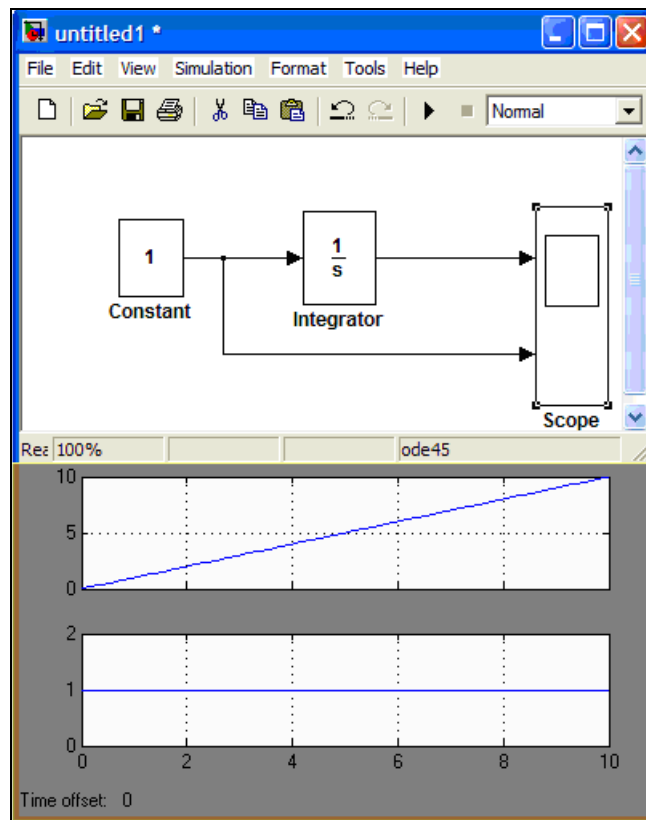 untitled1 *
File Edit View Simulation Format Tools Help
Normal
1
Constant
1
s
Integrator
Scope
Rea 100% ode45
10
5
0
2
1
0
0 2 4 6 8 10
Time offset: 0